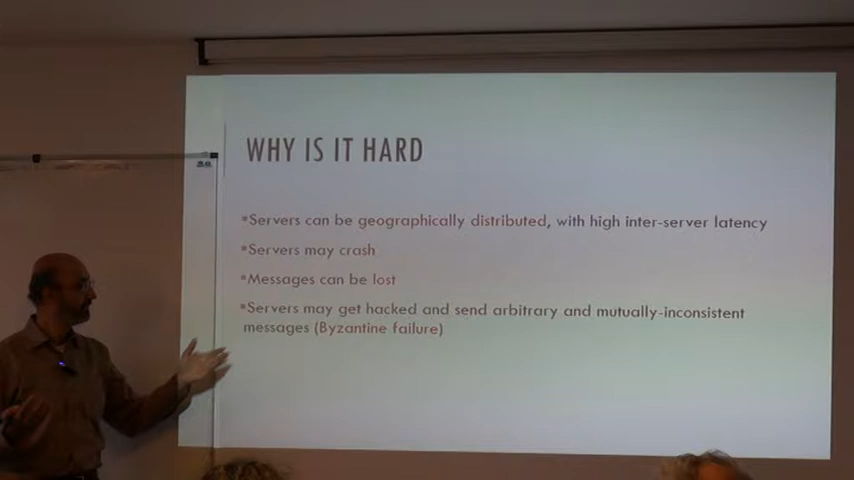 WHY IS IT HARD
*Servers can be geographically distributed, with high inter-server latency
*Servers may crash
*Messages can be lost
*Servers may get hacked and send arbitrary and mutually-inconsistent
messages (Byzantine failure)